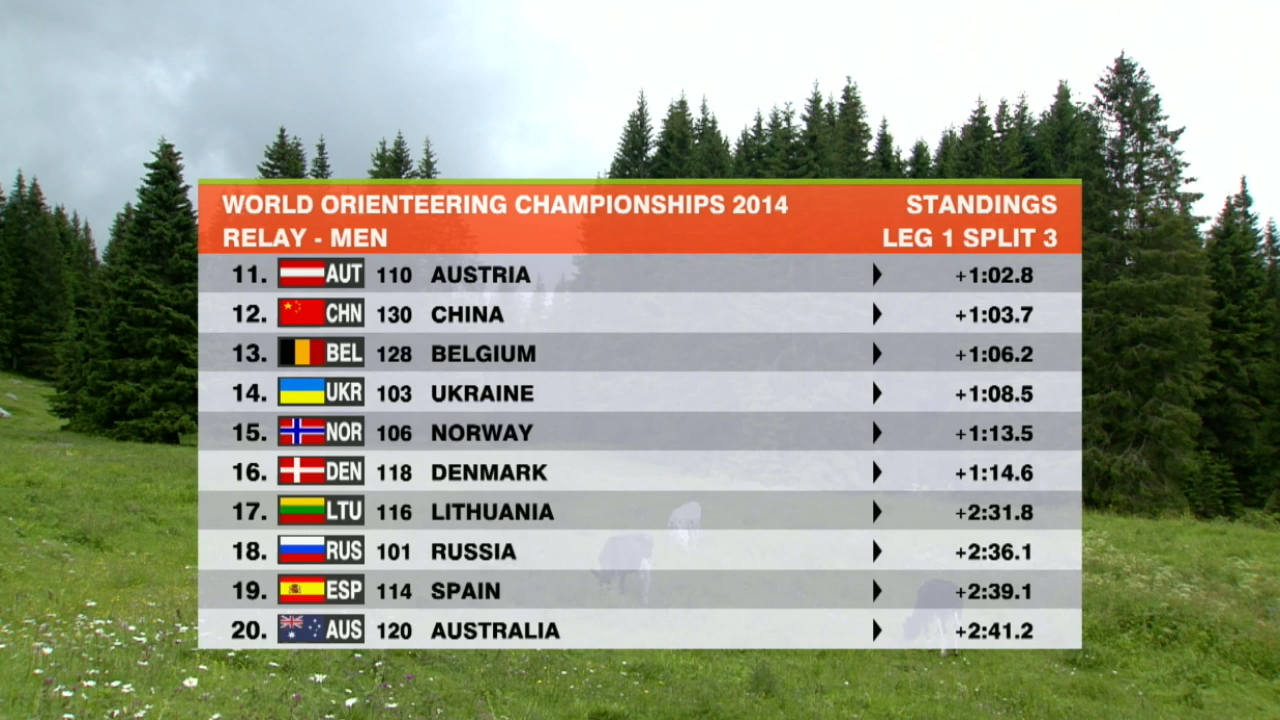 WORLD ORIENTEERING CHAMPIONSHIPS 2014 STANDINGS
RELAY - MEN LEG 1 SPLIT 3
11. AUT 110 AUSTRIA +1:02.8
12. CHN 130 CHINA +1:03.7
13. BEL 128 BELGIUM +1:06.2
14. UKR 103 UKRAINE +1:08.5
15. NOR 106 NORWAY +1:13.5
16. DEN 118 DENMARK +1:14.6
17. LTU 116 LITHUANIA +2:31.8
18. RUS 101 RUSSIA +2:36.1
19. ESP 114 SPAIN +2:39.1
20. AUS 120 AUSTRALIA +2:41.2